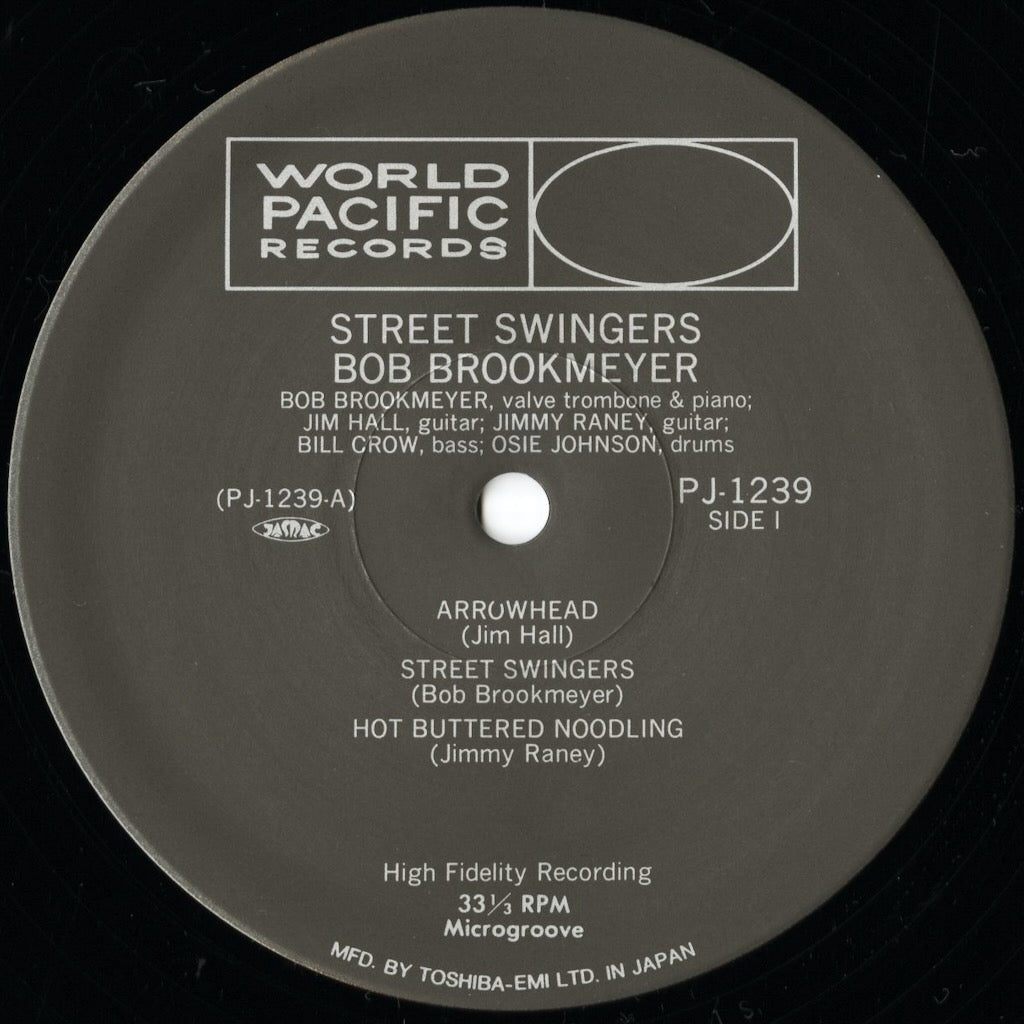 WORLD
PACIFIC
RECORDS
STREET SWINGERS
BOB BROOKMEYER
BOB BROOKMEYER, valve trombone & piano;
JIM HALL, guitar; JIMMY RANEY, guitar;
BILL CROW, bass; OSIE JOHNSON, drums
(PJ-1239-A)
JASRAC
PJ-1239
SIDE I
ARROWHEAD
(Jim Hall)
STREET SWINGERS
(Bob Brookmeyer)
HOT BUTTERED NOODLING
(Jimmy Raney)
High Fidelity Recording
33⅓ RPM
Microgroove
MFD. BY TOSHIBA-EMI LTD. IN JAPAN